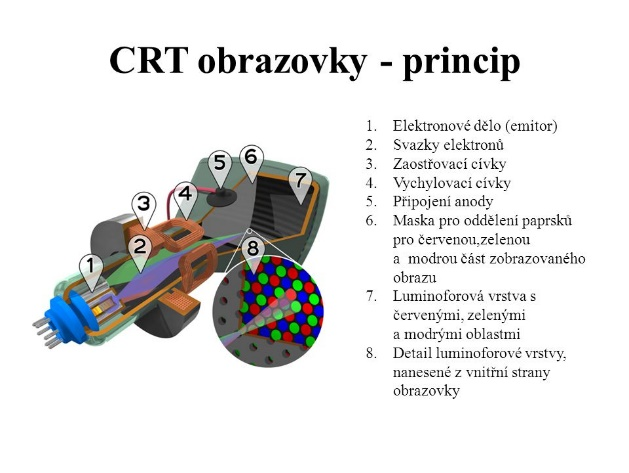 CRT obrazovky - princip
1. Elektronové dělo (emitor)
2. Svazky elektronů
3. Zaostřovací cívky
4. Vychylovací cívky
5. Připojení anody
6. Maska pro oddělení paprsků
pro červenou,zelenou
a modrou část zobrazovaného
obrazu
7. Luminoforová vrstva s
červenými, zelenými
a modrými oblastmi
8. Detail luminoforové vrstvy,
nanesené z vnitřní strany
obrazovky
1
2
3
4
5
6
7
8